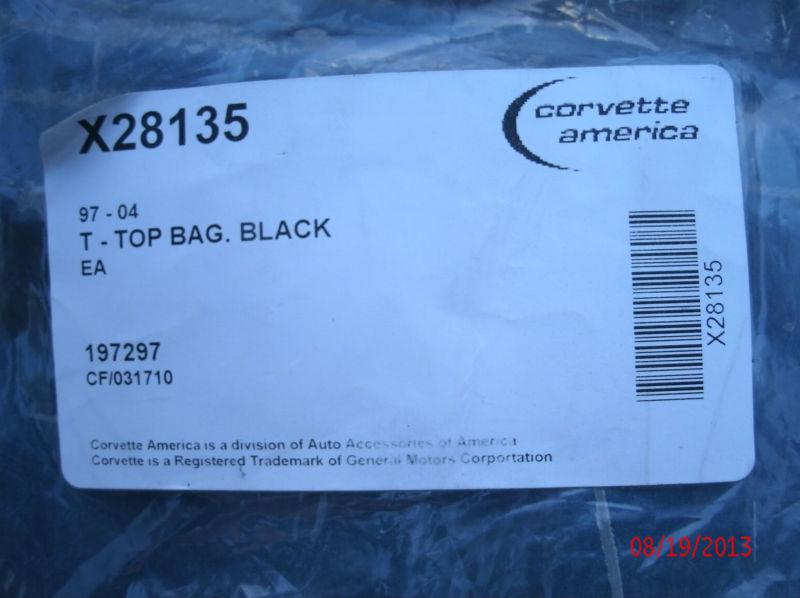 X28135
corvette
america
97 - 04
T - TOP BAG. BLACK
EA
X28135
197297
CF/031710
Corvette America is a division of Auto Accessories of America
Corvette is a Registered Trademark of General Motors Corportation
08/19/2013